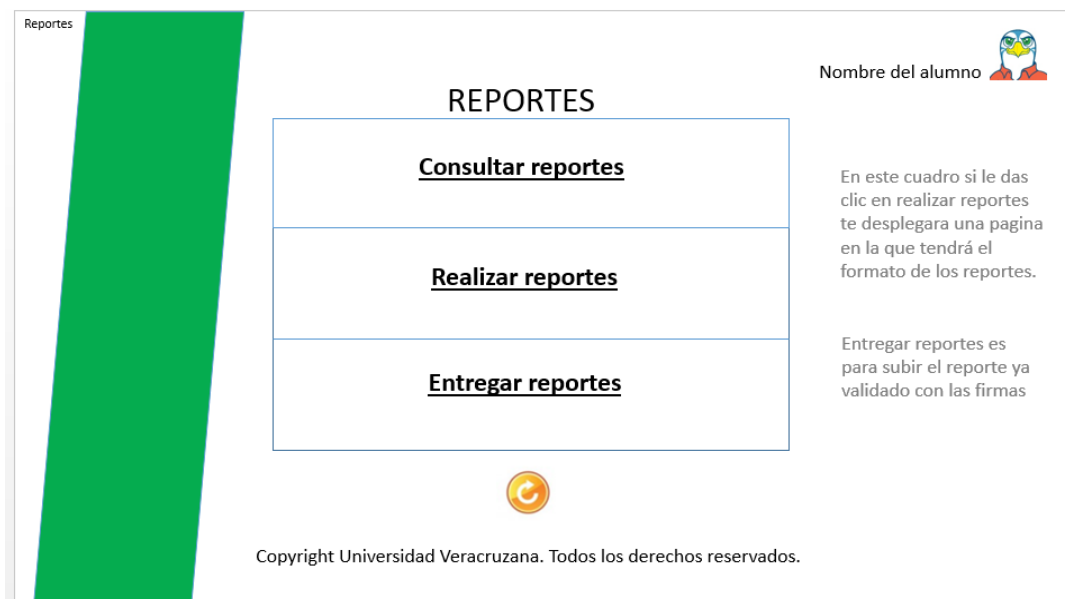 Reportes
Nombre del alumno
REPORTES
Consultar reportes
Realizar reportes
Entregar reportes
En este cuadro si le das
clic en realizar reportes
te desplegara una pagina
en la que tendrá el
formato de los reportes.
Entregar reportes es
para subir el reporte ya
validado con las firmas
Copyright Universidad Veracruzana. Todos los derechos reservados.